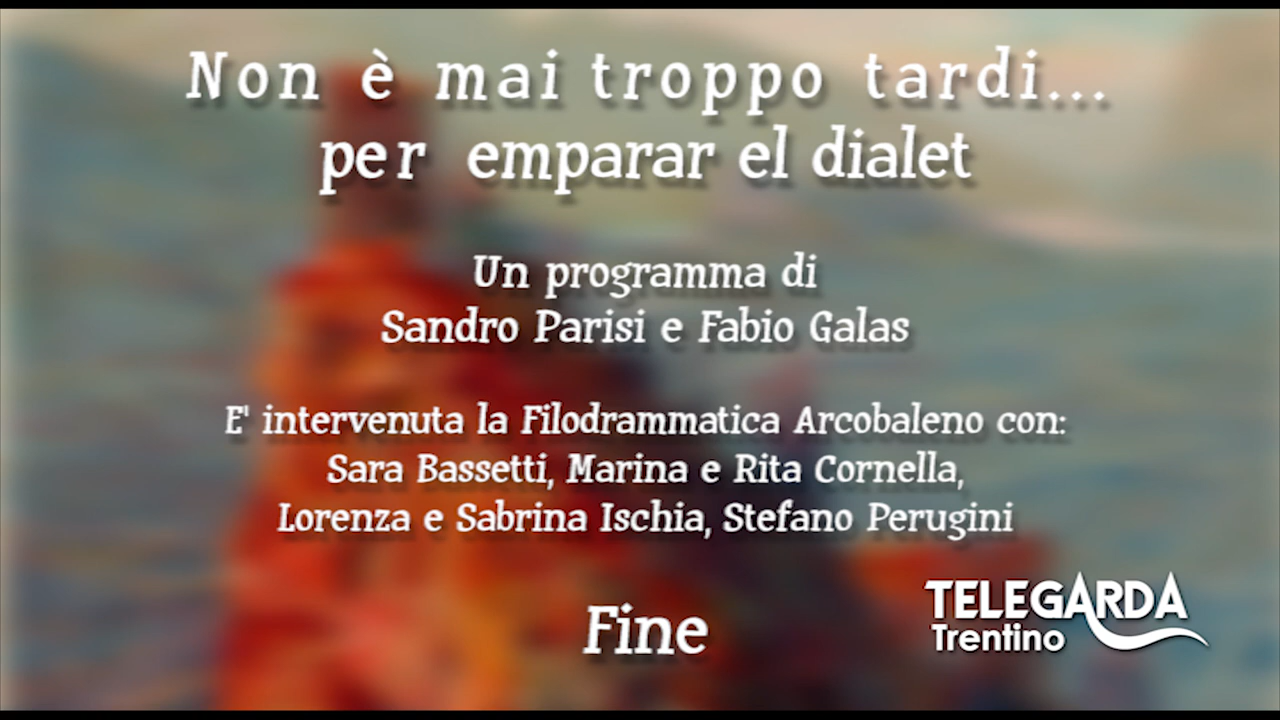 Non è mai troppo tardi...
per emparar el dialet
Un programma di
Sandro Parisi e Fabio Galas
E' intervenuta la Filodrammatica Arcobaleno con:
Sara Bassetti, Marina e Rita Cornella,
Lorenza e Sabrina Ischia, Stefano Perugini
Fine
TELEGARDA
Trentino